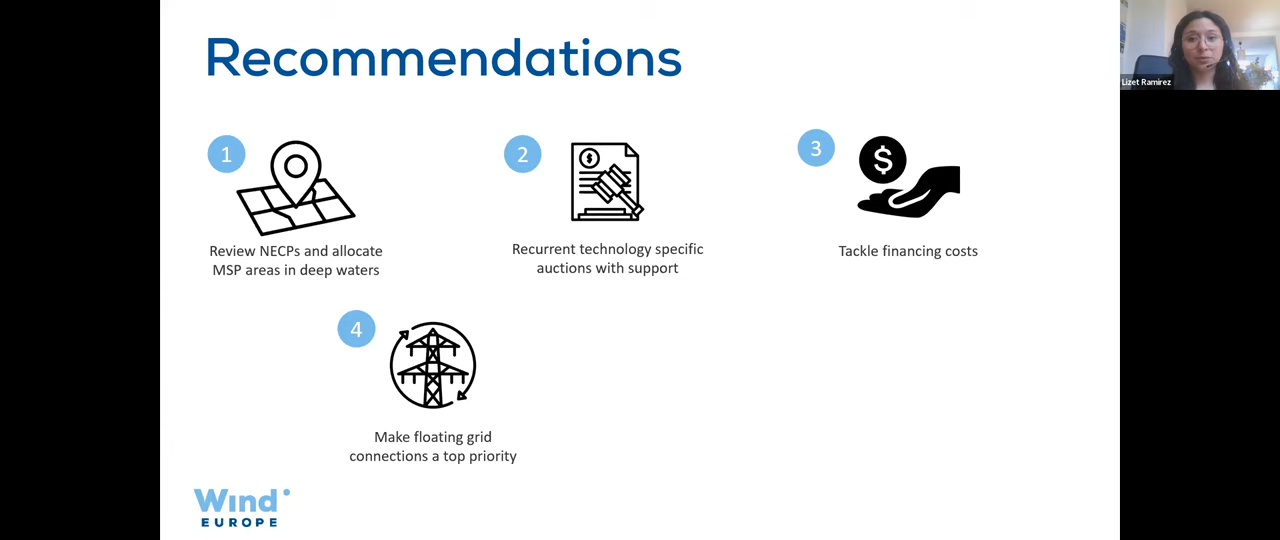 Recommendations
Lizet Ramirez
1
2
3
Review NECPs and allocate
MSP areas in deep waters
Recurrent technology specific
auctions with support
Tackle financing costs
4
Make floating grid
connections a top priority
Wind
EUROPE